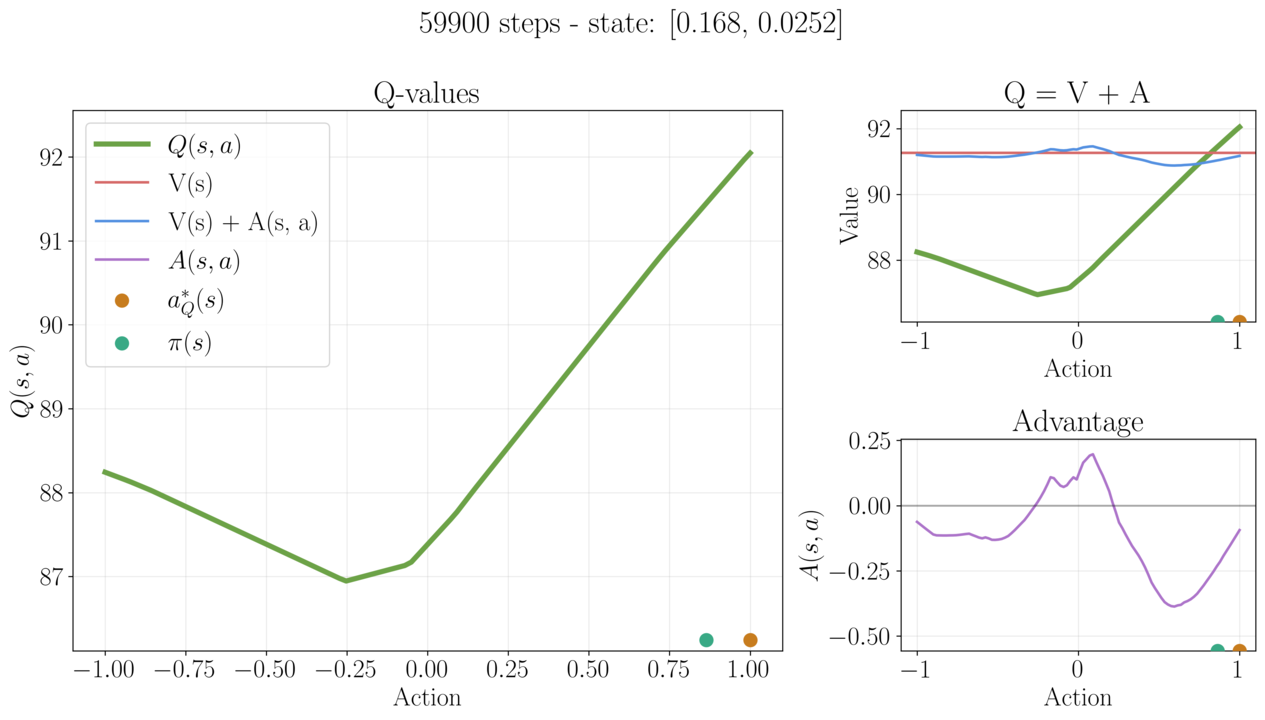 59900 steps - state: [0.168, 0.0252]
Q-values
Q(s, a)
V(s)
V(s) + A(s, a)
A(s, a)
a*_Q(s)
π(s)
92
91
90
89
88
87
Q(s, a)
−1.00 −0.75 −0.50 −0.25 0.00 0.25 0.50 0.75 1.00
Action
Q = V + A
92
90
88
Value
−1 0 1
Action
Advantage
0.25
0.00
−0.25
−0.50
A(s, a)
−1 0 1
Action